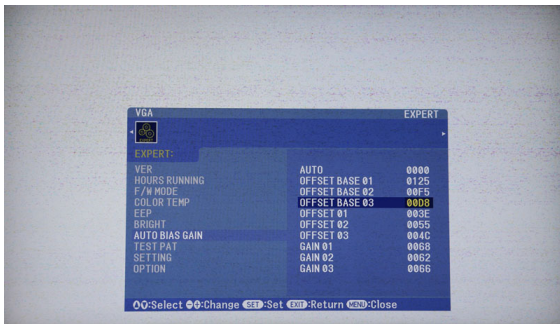 VGA EXPERT
EXPERT:
VER
HOURS RUNNING
F/W MODE
COLOR TEMP
EEP
BRIGHT
AUTO BIAS GAIN
TEST PAT
SETTING
OPTION
AUTO 0000
OFFSET BASE 01 0125
OFFSET BASE 02 00F5
OFFSET BASE 03 00D8
OFFSET 01 003E
OFFSET 02 0055
OFFSET 03 004C
GAIN 01 0068
GAIN 02 0062
GAIN 03 0066
:Select :Change SET:Set EXIT:Return MENU:Close